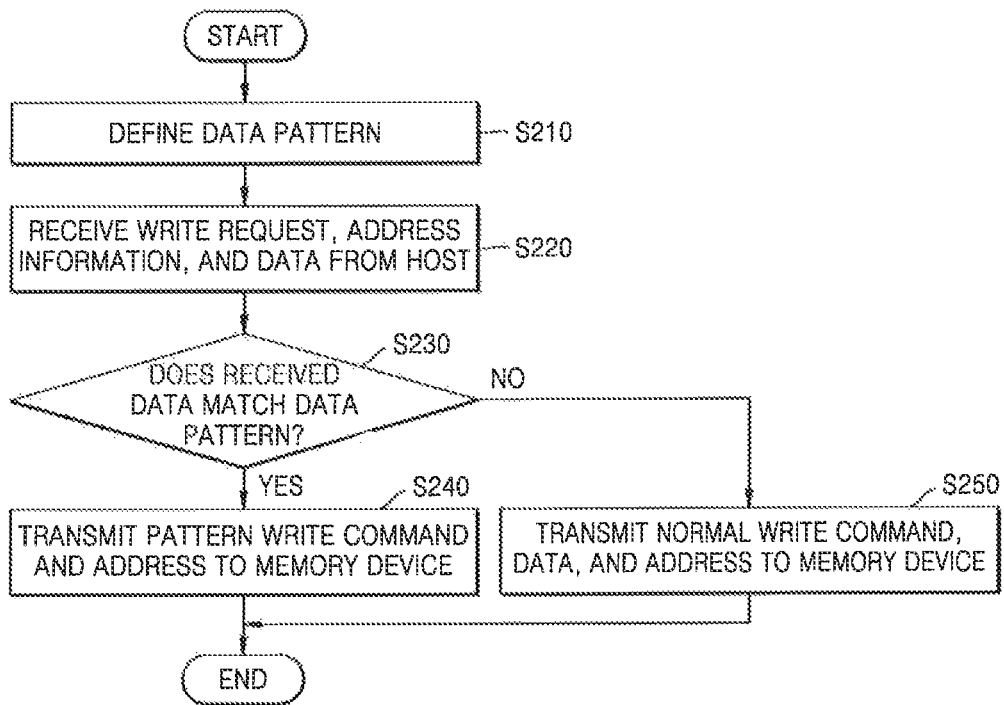 START
DEFINE DATA PATTERN
S210
RECEIVE WRITE REQUEST, ADDRESS
INFORMATION, AND DATA FROM HOST
S220
S230
DOES RECEIVED
DATA MATCH DATA
PATTERN?
NO
YES
S240
TRANSMIT PATTERN WRITE COMMAND
AND ADDRESS TO MEMORY DEVICE
S250
TRANSMIT NORMAL WRITE COMMAND,
DATA, AND ADDRESS TO MEMORY DEVICE
END